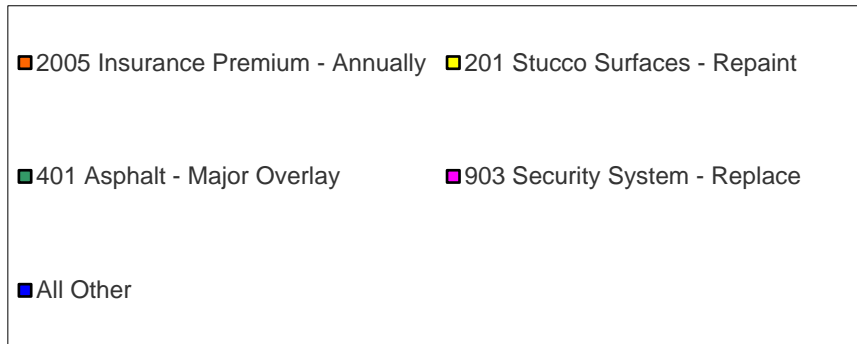 2005 Insurance Premium - Annually
201 Stucco Surfaces - Repaint
401 Asphalt - Major Overlay
903 Security System - Replace
All Other